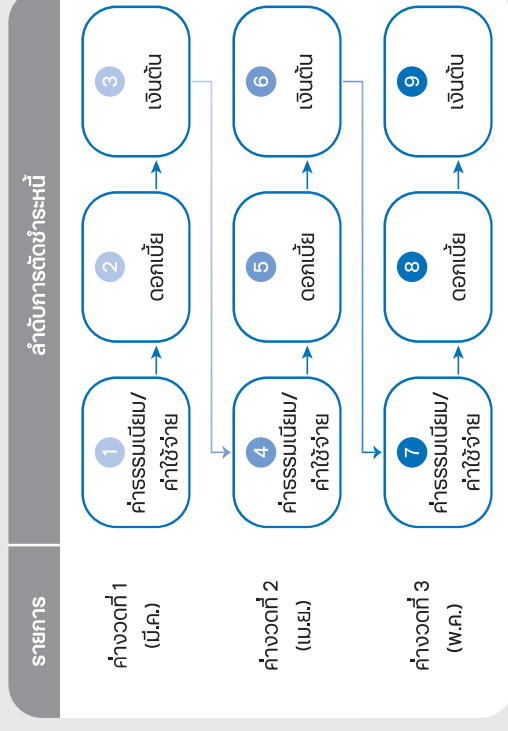 รายการ
ลำดับการตัดชำระหนี้
ค่างวดที่ 1
(มี.ค.)
1
ค่าธรรมเนียม/
ค่าใช้จ่าย
2
ดอกเบี้ย
3
เงินต้น
ค่างวดที่ 2
(เม.ย.)
4
ค่าธรรมเนียม/
ค่าใช้จ่าย
5
ดอกเบี้ย
6
เงินต้น
ค่างวดที่ 3
(พ.ค.)
7
ค่าธรรมเนียม/
ค่าใช้จ่าย
8
ดอกเบี้ย
9
เงินต้น